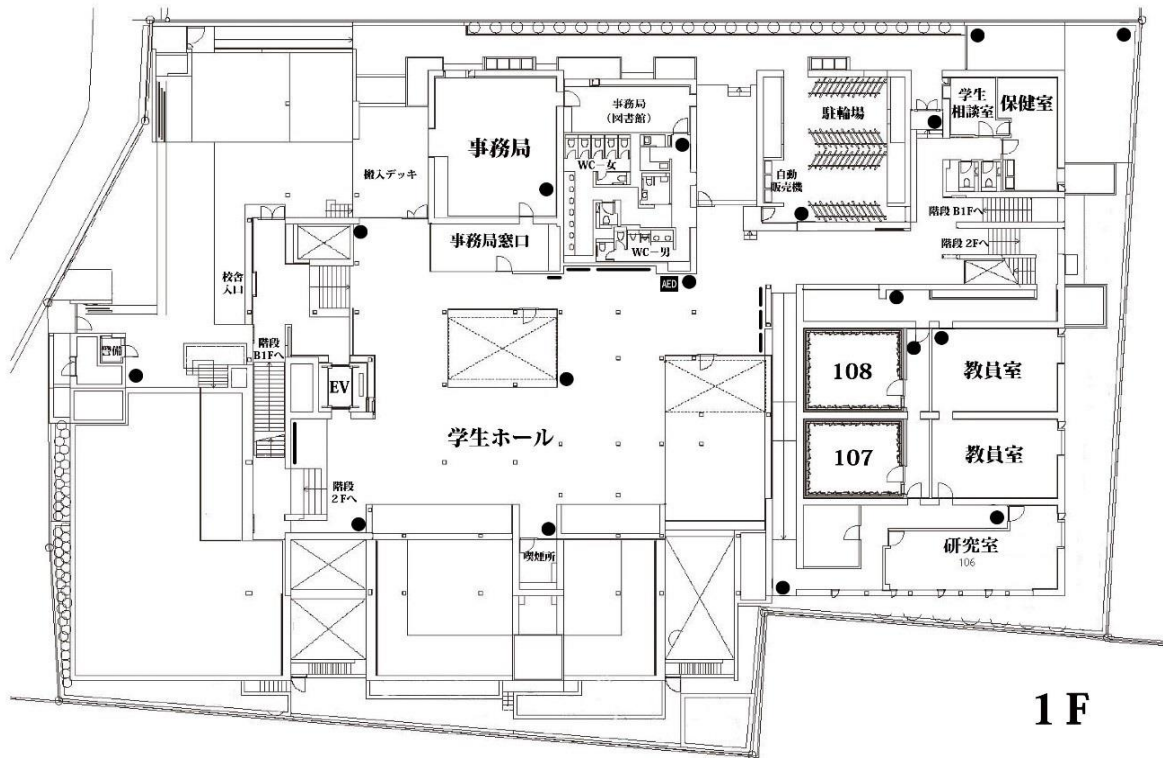 事務局
（図書館）
学生
相談室
保健室
駐輪場
事務局
WC－女
搬入デッキ
自動
販売機
階段 B1Fへ
事務局窓口
階段 2Fへ
WC－男
校舎
入口
AED
警備
階段
B1Fへ
EV
108
教員室
学生ホール
107
教員室
階段
2Fへ
喫煙所
研究室
106
1F